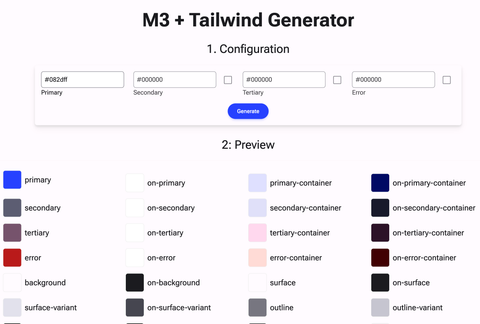 M3 + Tailwind Generator
1. Configuration
#082dff #000000 #000000 #000000
Primary Secondary Tertiary Error
Generate
2: Preview
primary on-primary primary-container on-primary-container
secondary on-secondary secondary-container on-secondary-container
tertiary on-tertiary tertiary-container on-tertiary-container
error on-error error-container on-error-container
background on-background surface on-surface
surface-variant on-surface-variant outline outline-variant